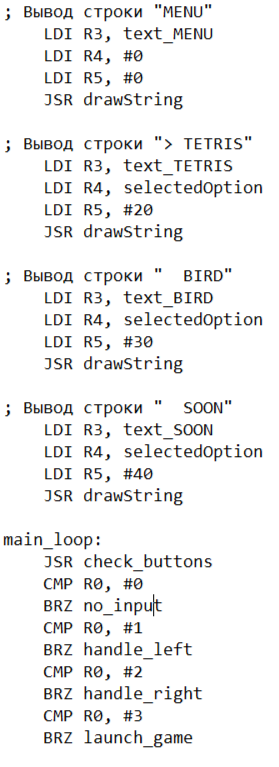 ; Вывод строки "MENU"
LDI R3, text_MENU
LDI R4, #0
LDI R5, #0
JSR drawString
; Вывод строки "> TETRIS"
LDI R3, text_TETRIS
LDI R4, selectedOption
LDI R5, #20
JSR drawString
; Вывод строки "  BIRD"
LDI R3, text_BIRD
LDI R4, selectedOption
LDI R5, #30
JSR drawString
; Вывод строки "  SOON"
LDI R3, text_SOON
LDI R4, selectedOption
LDI R5, #40
JSR drawString
main_loop:
JSR check_buttons
CMP R0, #0
BRZ no_input
CMP R0, #1
BRZ handle_left
CMP R0, #2
BRZ handle_right
CMP R0, #3
BRZ launch_game